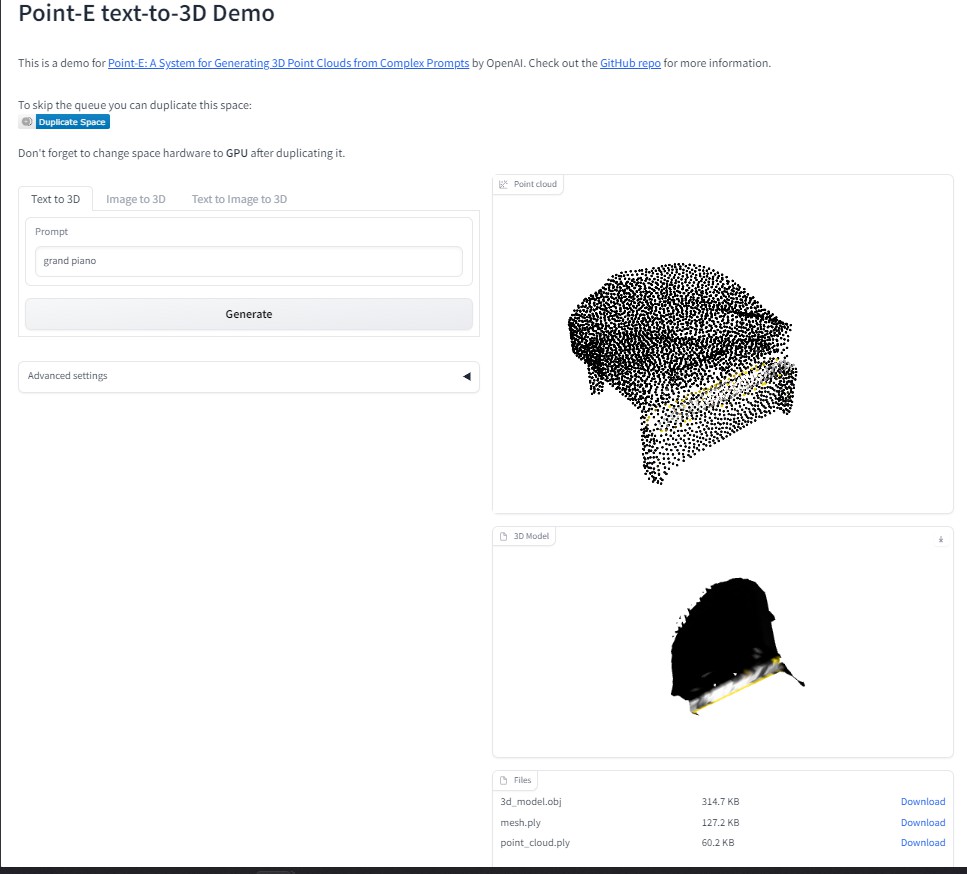 Point-E text-to-3D Demo
This is a demo for Point-E: A System for Generating 3D Point Clouds from Complex Prompts by OpenAI. Check out the GitHub repo for more information.
To skip the queue you can duplicate this space:
Duplicate Space
Don't forget to change space hardware to GPU after duplicating it.
Text to 3D Image to 3D Text to Image to 3D
Prompt
grand piano
Generate
Advanced settings
Point cloud
3D Model
Files
3d_model.obj 314.7 KB Download
mesh.ply 127.2 KB Download
point_cloud.ply 60.2 KB Download